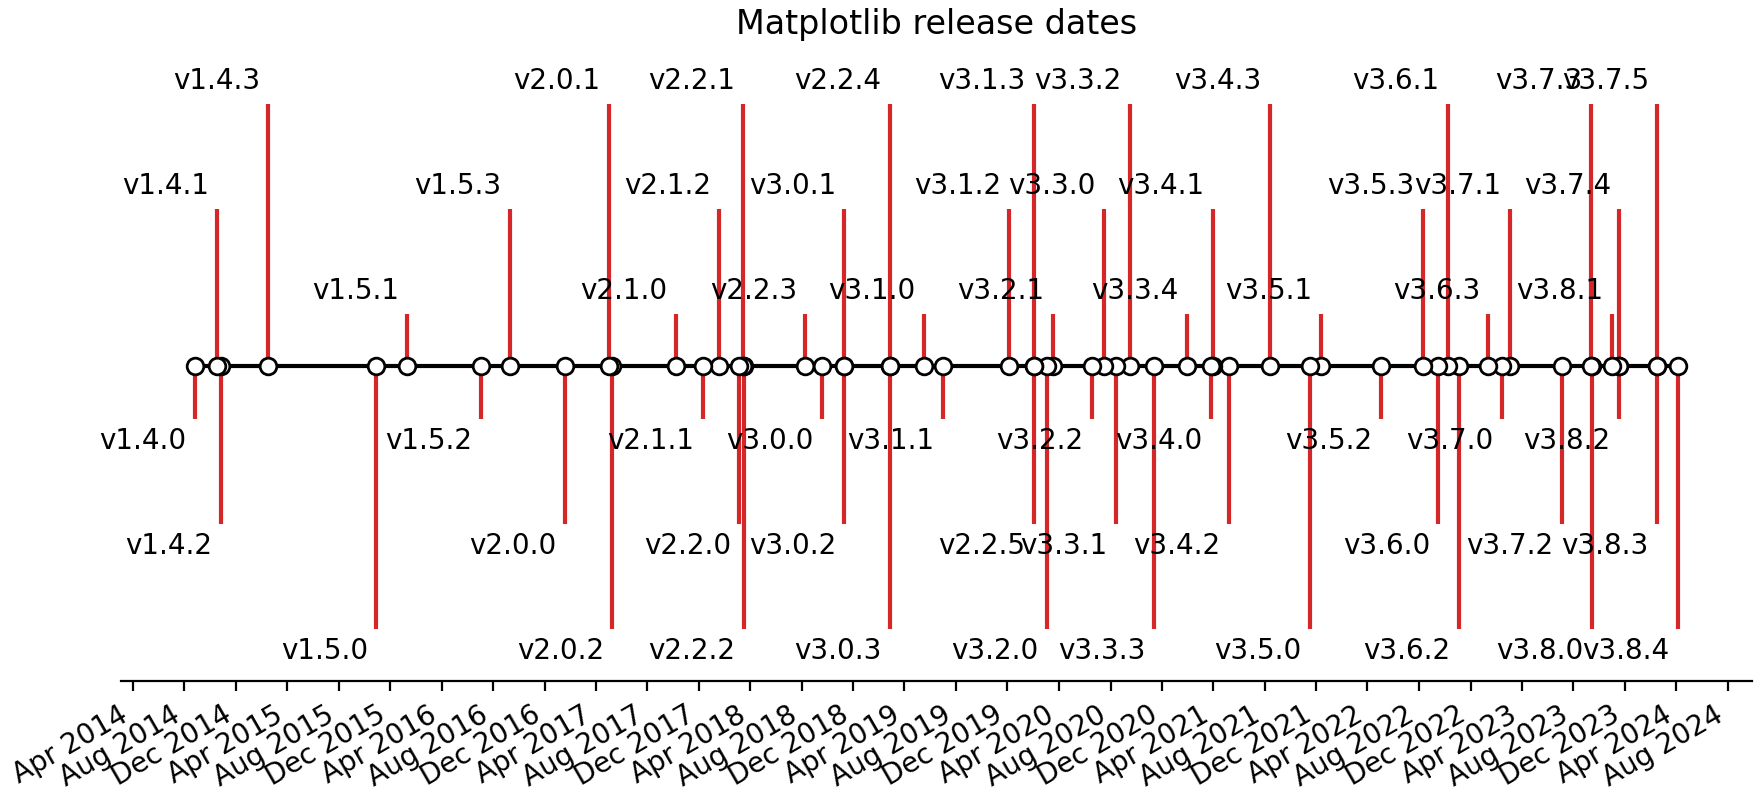 Matplotlib release dates
v1.4.3 v2.0.1 v2.2.1 v2.2.4 v3.1.3 v3.3.2 v3.4.3 v3.6.1 v3.7.3 v3.7.5
v1.4.1 v1.5.3 v2.1.2 v3.0.1 v3.1.2 v3.3.0 v3.4.1 v3.5.3 v3.7.1 v3.7.4
v1.5.1 v2.1.0 v2.2.3 v3.1.0 v3.2.1 v3.3.4 v3.5.1 v3.6.3 v3.8.1
v1.4.0 v1.5.2 v2.1.1 v3.0.0 v3.1.1 v3.2.2 v3.4.0 v3.5.2 v3.7.0 v3.8.2
v1.4.2 v2.0.0 v2.2.0 v3.0.2 v2.2.5 v3.3.1 v3.4.2 v3.6.0 v3.7.2 v3.8.3
v1.5.0 v2.0.2 v2.2.2 v3.0.3 v3.2.0 v3.3.3 v3.5.0 v3.6.2 v3.8.0 v3.8.4
Apr 2014 Aug 2014 Dec 2014 Apr 2015 Aug 2015 Dec 2015 Apr 2016 Aug 2016 Dec 2016 Apr 2017 Aug 2017 Dec 2017 Apr 2018 Aug 2018 Dec 2018 Apr 2019 Aug 2019 Dec 2019 Apr 2020 Aug 2020 Dec 2020 Apr 2021 Aug 2021 Dec 2021 Apr 2022 Aug 2022 Dec 2022 Apr 2023 Aug 2023 Dec 2023 Apr 2024 Aug 2024